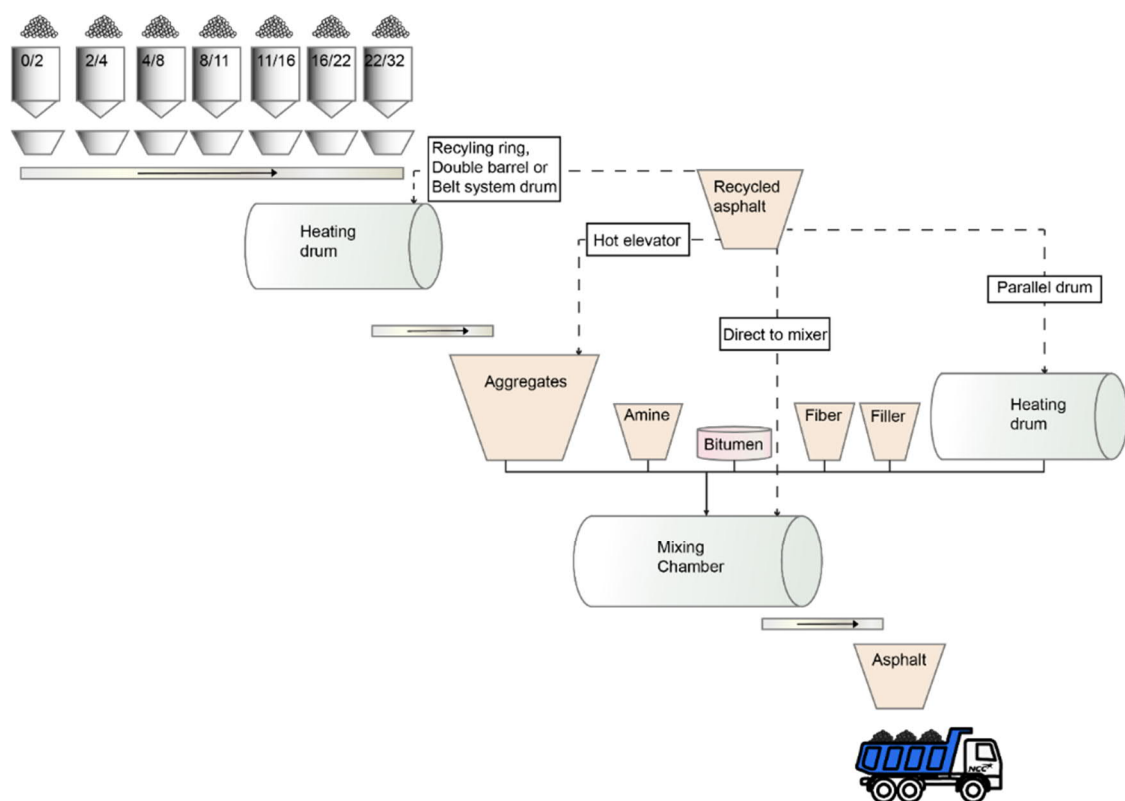 0/2
2/4
4/8
8/11
11/16
16/22
22/32
Recyling ring,
Double barrel or
Belt system drum
Recycled
asphalt
Heating
drum
Hot elevator
Parallel drum
Direct to mixer
Aggregates
Amine
Bitumen
Fiber
Filler
Heating
drum
Mixing
Chamber
Asphalt
NCC